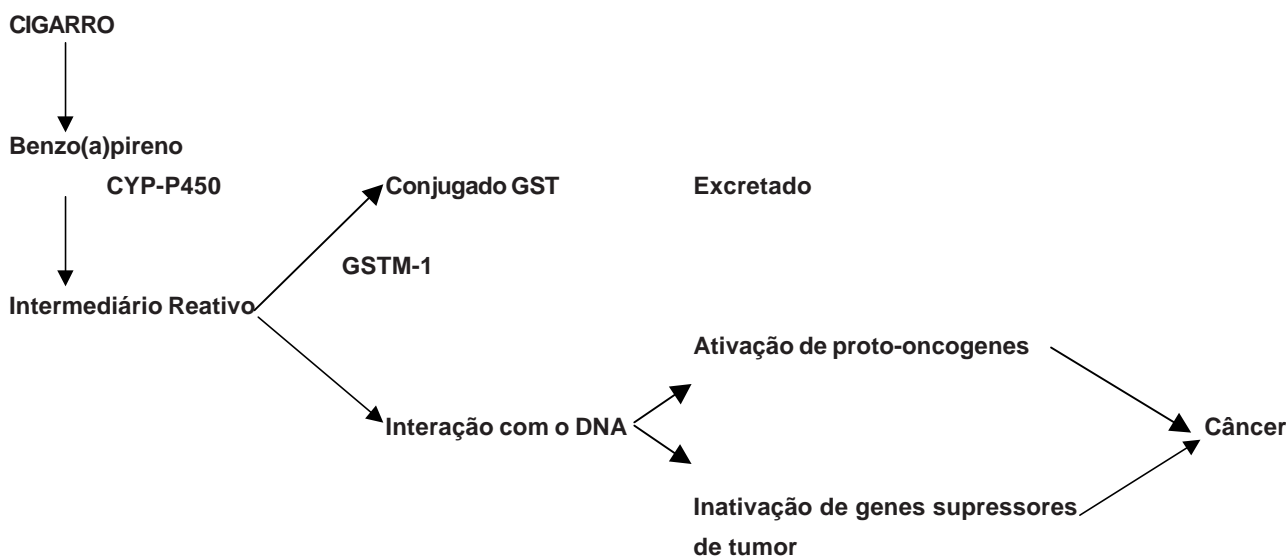 CIGARRO
Benzo(a)pireno
CYP-P450
Conjugado GST
Excretado
GSTM-1
Intermediário Reativo
Ativação de proto-oncogenes
Interação com o DNA
Câncer
Inativação de genes supressores
de tumor